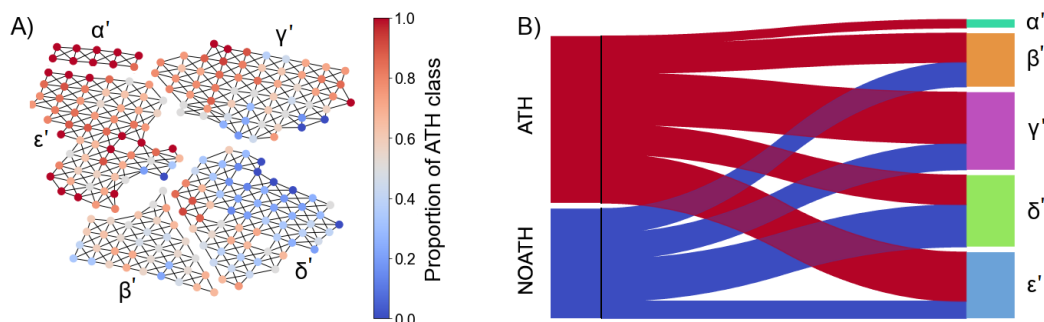 A)
α'
γ'
ε'
β'
δ'
1.0
0.8
0.6
0.4
0.2
0.0
Proportion of ATH class
B)
ATH
NOATH
α'
β'
γ'
δ'
ε'